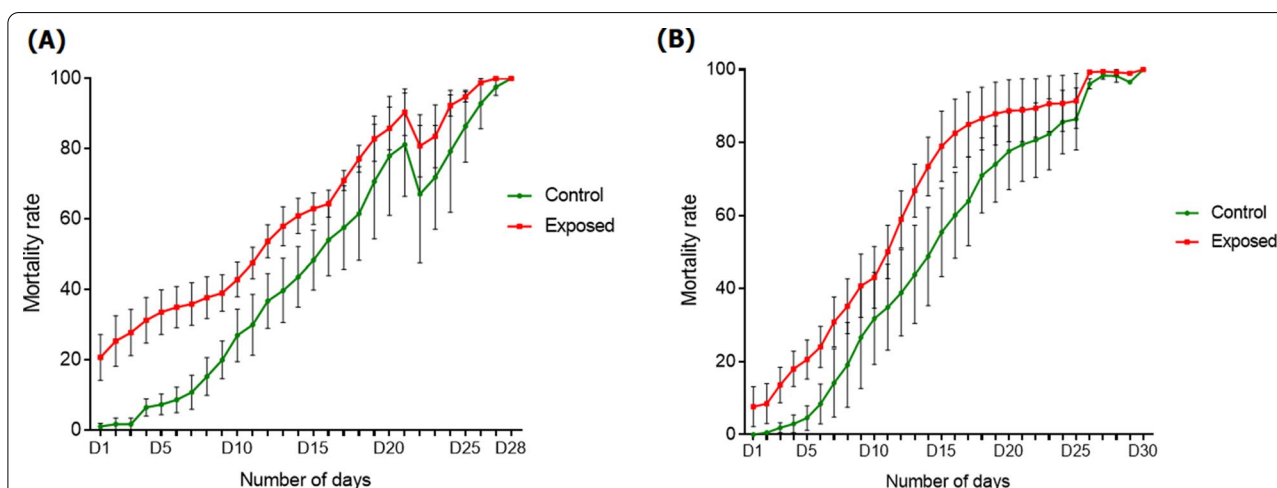 (A)
Mortality rate
100
80
60
40
20
0
D1 D5 D10 D15 D20 D25 D28
Number of days
Control
Exposed
(B)
Mortality rate
100
80
60
40
20
0
D1 D5 D10 D15 D20 D25 D30
Number of days
Control
Exposed